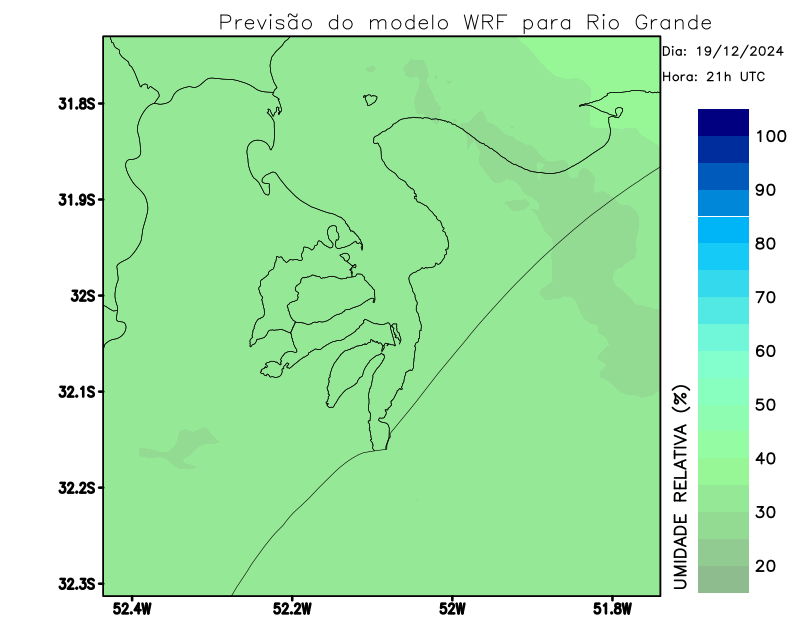 Previsão do modelo WRF para Rio Grande
Dia: 19/12/2024
Hora: 21h UTC
31.8S
31.9S
32S
32.1S
32.2S
32.3S
52.4W
52.2W
52W
51.8W
100
90
80
70
60
50
40
30
20
UMIDADE RELATIVA (%)